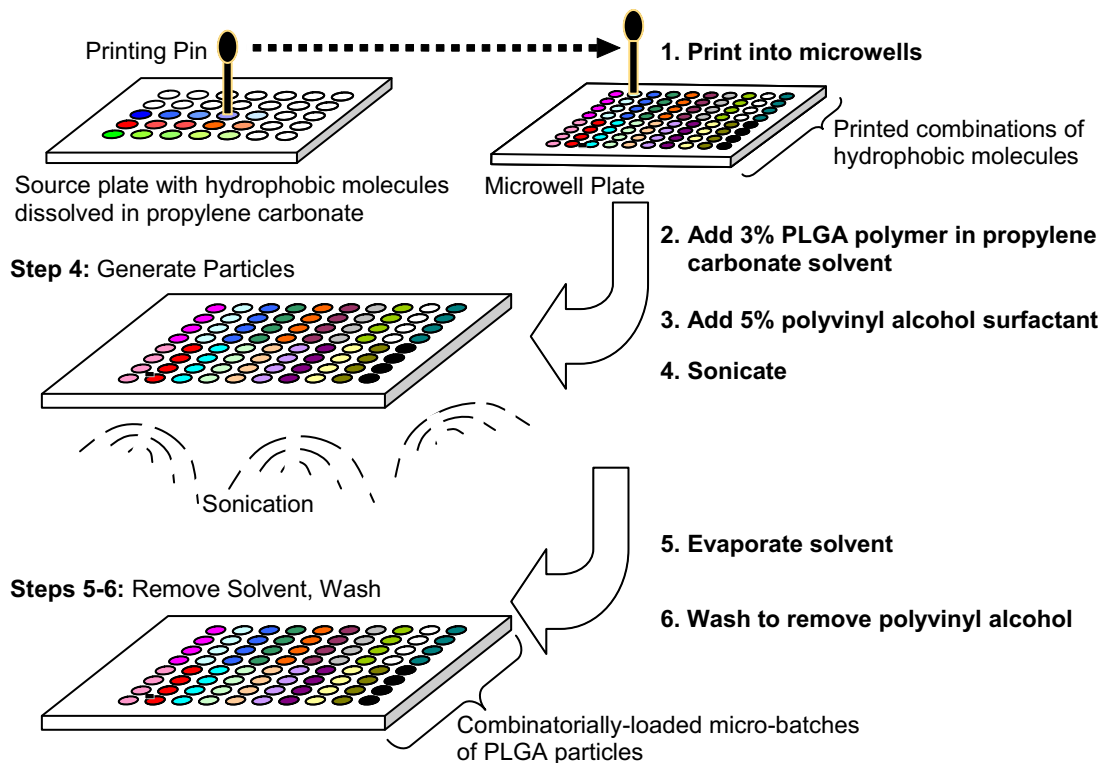 Printing Pin
1. Print into microwells
Printed combinations of
hydrophobic molecules
Source plate with hydrophobic molecules
dissolved in propylene carbonate
Microwell Plate
2. Add 3% PLGA polymer in propylene
carbonate solvent
Step 4: Generate Particles
3. Add 5% polyvinyl alcohol surfactant
4. Sonicate
Sonication
5. Evaporate solvent
Steps 5-6: Remove Solvent, Wash
6. Wash to remove polyvinyl alcohol
Combinatorially-loaded micro-batches
of PLGA particles